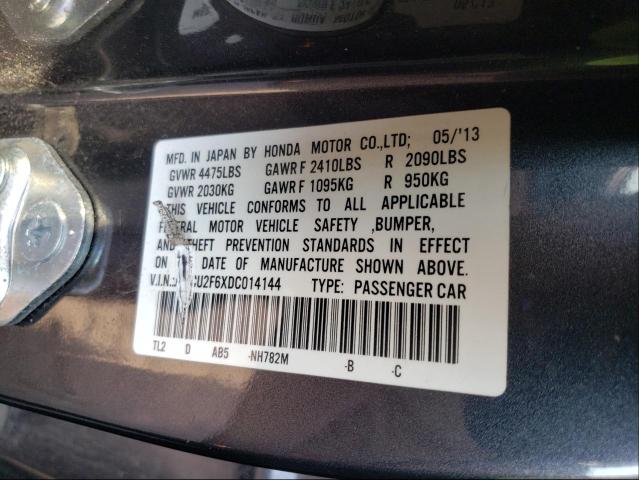 MFD. IN JAPAN BY HONDA MOTOR CO.,LTD; 05/'13
GVWR 4475LBS GAWR F 2410LBS R 2090LBS
GVWR 2030KG GAWR F 1095KG R 950KG
THIS VEHICLE CONFORMS TO ALL APPLICABLE
MOTOR VEHICLE SAFETY ,BUMPER,
AND THEFT PREVENTION STANDARDS IN EFFECT
ON DATE OF MANUFACTURE SHOWN ABOVE.
V.I.N.: U2F6XDC014144 TYPE: PASSENGER CAR
TL2 D AB5 -NH782M -B -C